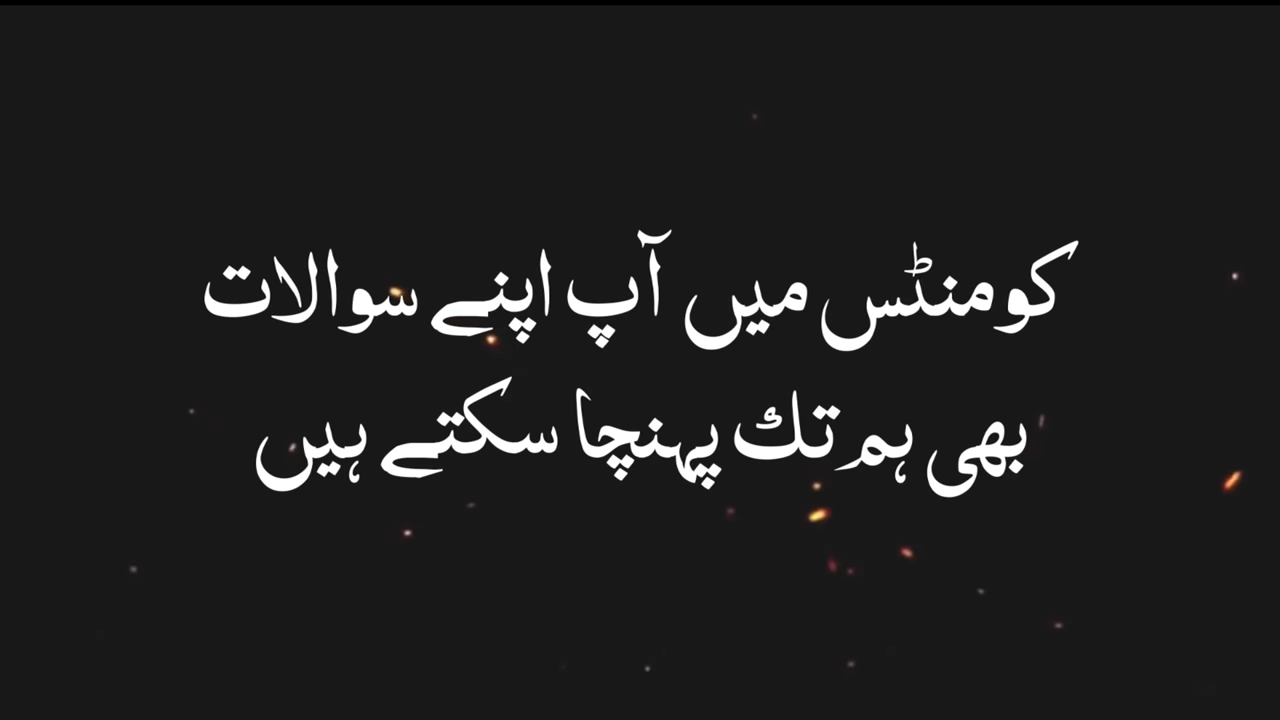 کومنٹس میں آپ اپنے سوالات
بھی ہم تک پہنچا سکتے ہیں